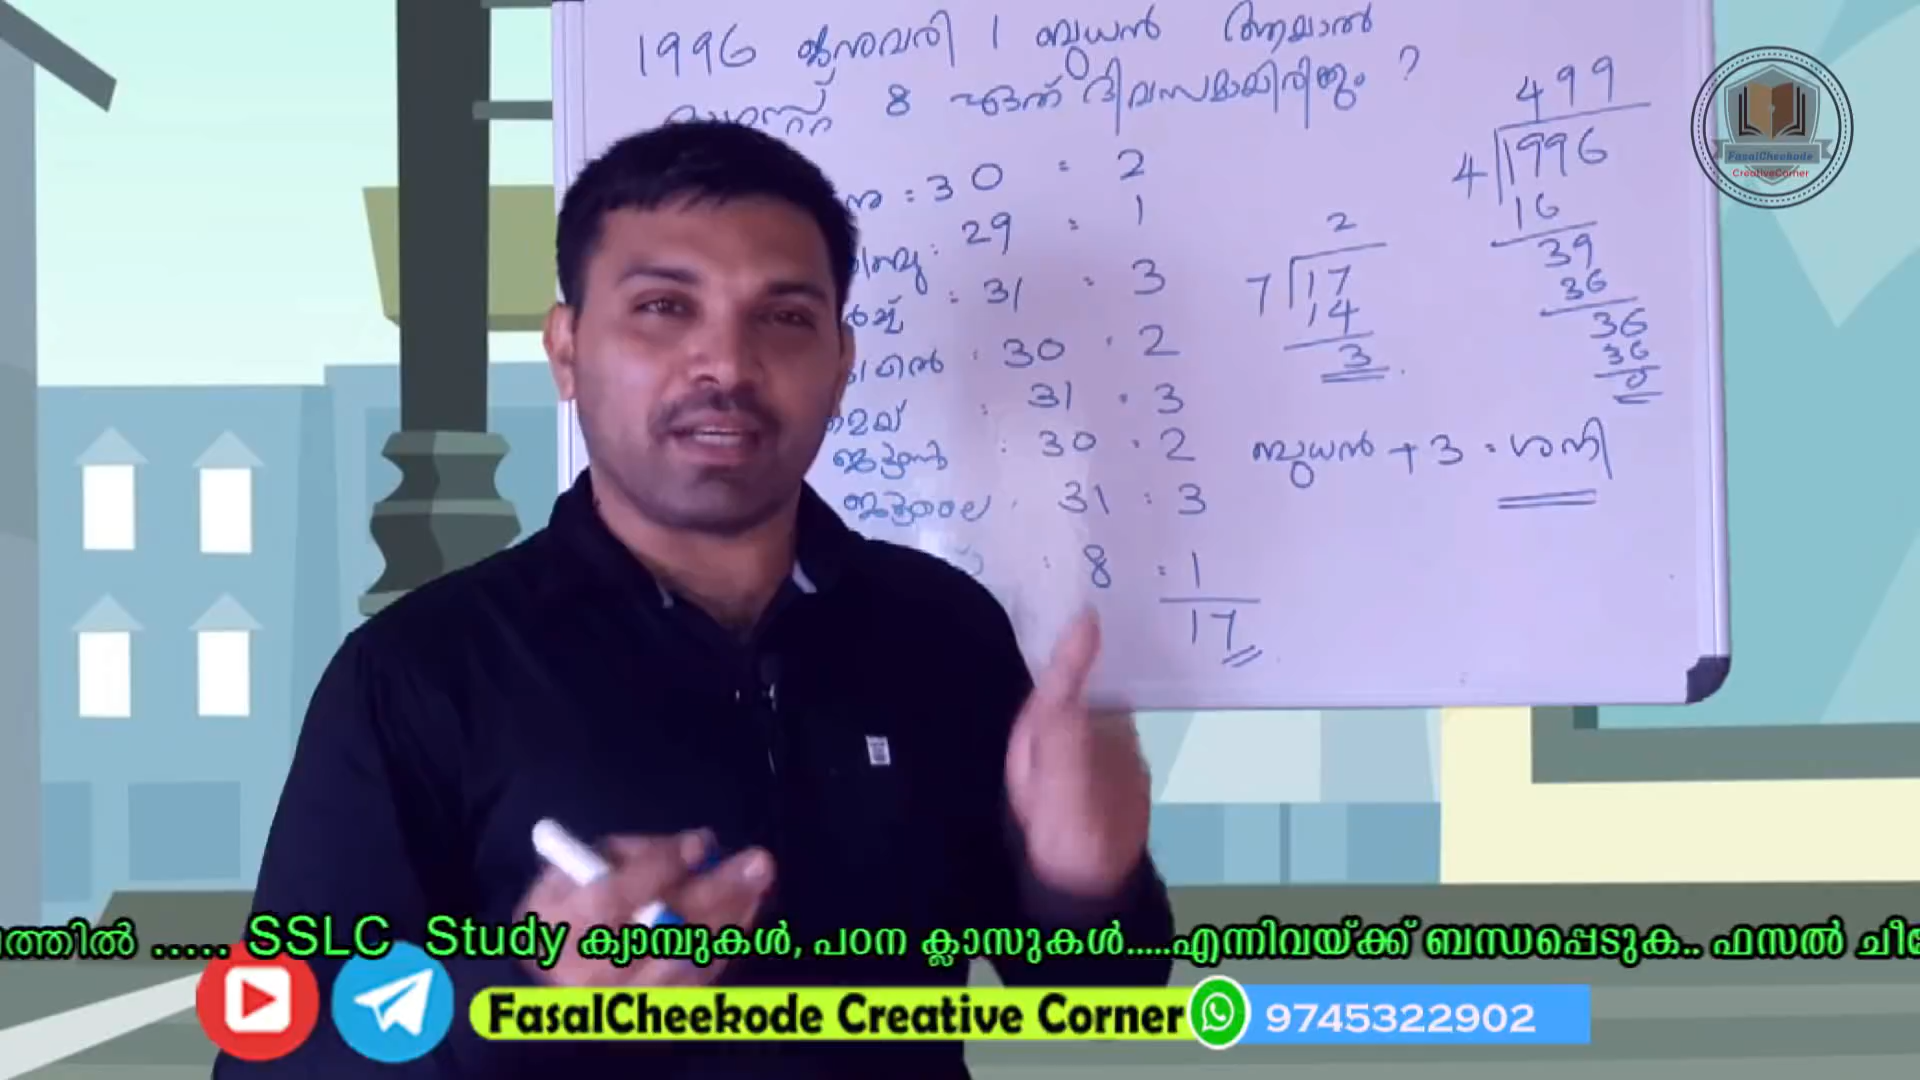 1996 ജനുവരി 1 ബുധൻ ആയാൽ
8 ഏത് ദിവസമായിരിക്കും ?
: 30 : 2
: 29 : 1
: 31 : 3
: 30 : 2
മെയ് : 31 : 3
ജൂൺ : 30 : 2
ജൂലൈ : 31 : 3
: 8 : 1
17
2
7 17
14
3
499
4 1996
16
39
36
36
36
0
ബുധൻ + 3 = ശനി
FasalCheekode
CreativeCorner
..... SSLC Study ക്യാമ്പുകൾ, പഠന ക്ലാസുകൾ.....എന്നിവയ്ക്ക് ബന്ധപ്പെടുക.. ഫസൽ
FasalCheekode Creative Corner 9745322902